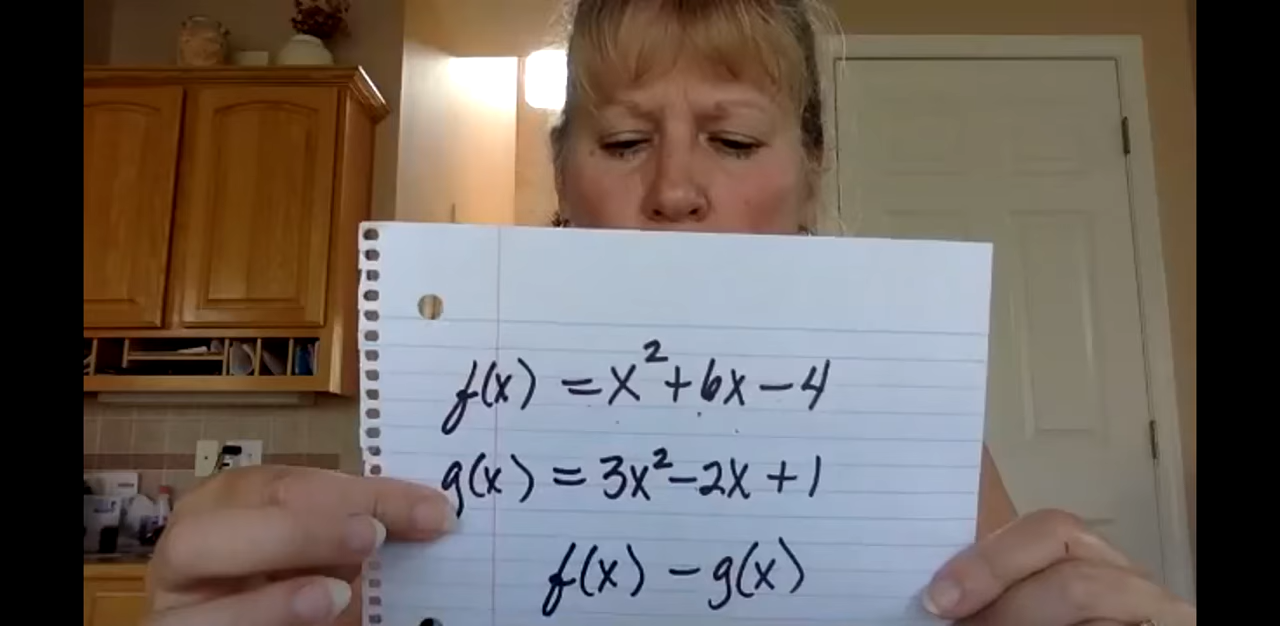 f(x) = x²+6x-4
g(x) = 3x²-2x+1
f(x) - g(x)